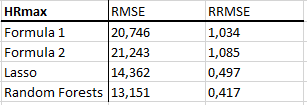 HRmax RMSE RRMSE
Formula 1 20,746 1,034
Formula 2 21,243 1,085
Lasso 14,362 0,497
Random Forests 13,151 0,417